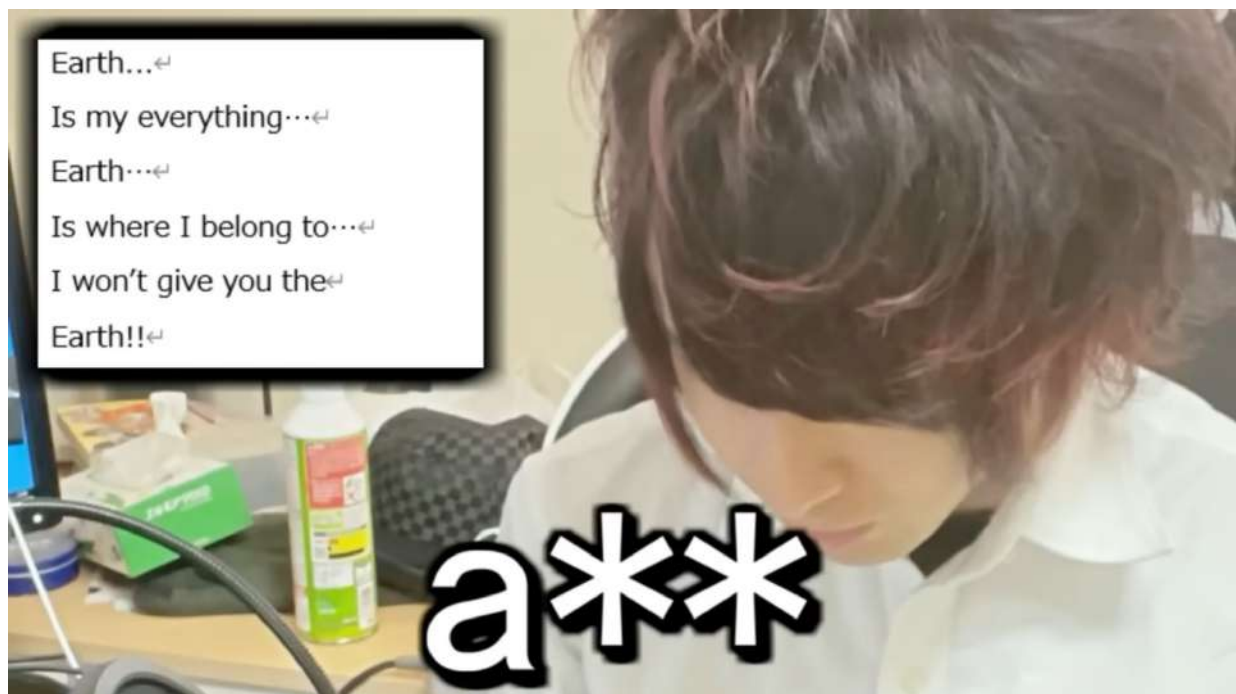 Earth…↵
Is my everything…↵
Earth…↵
Is where I belong to…↵
I won’t give you the↵
Earth!!↵
a**